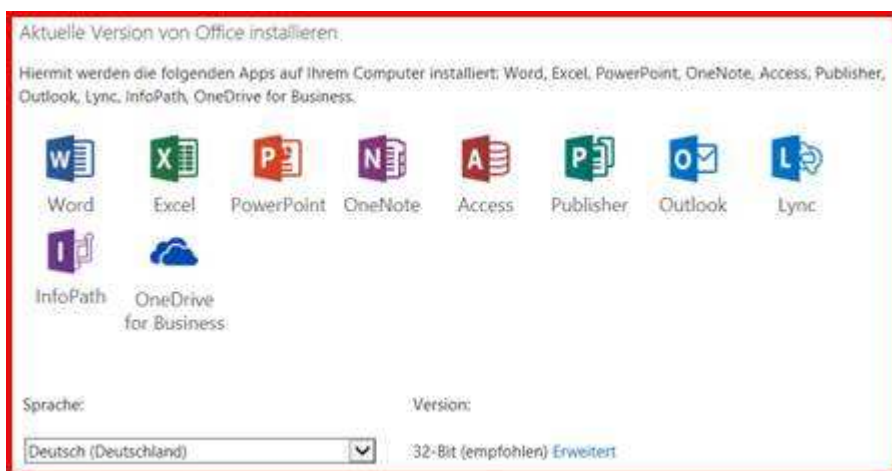 Aktuelle Version von Office installieren
Hiermit werden die folgenden Apps auf Ihrem Computer installiert: Word, Excel, PowerPoint, OneNote, Access, Publisher,
Outlook, Lync, InfoPath, OneDrive for Business.
Word Excel PowerPoint OneNote Access Publisher Outlook Lync
InfoPath OneDrive
for Business
Sprache: Version:
Deutsch (Deutschland) 32-Bit (empfohlen) Erweitert